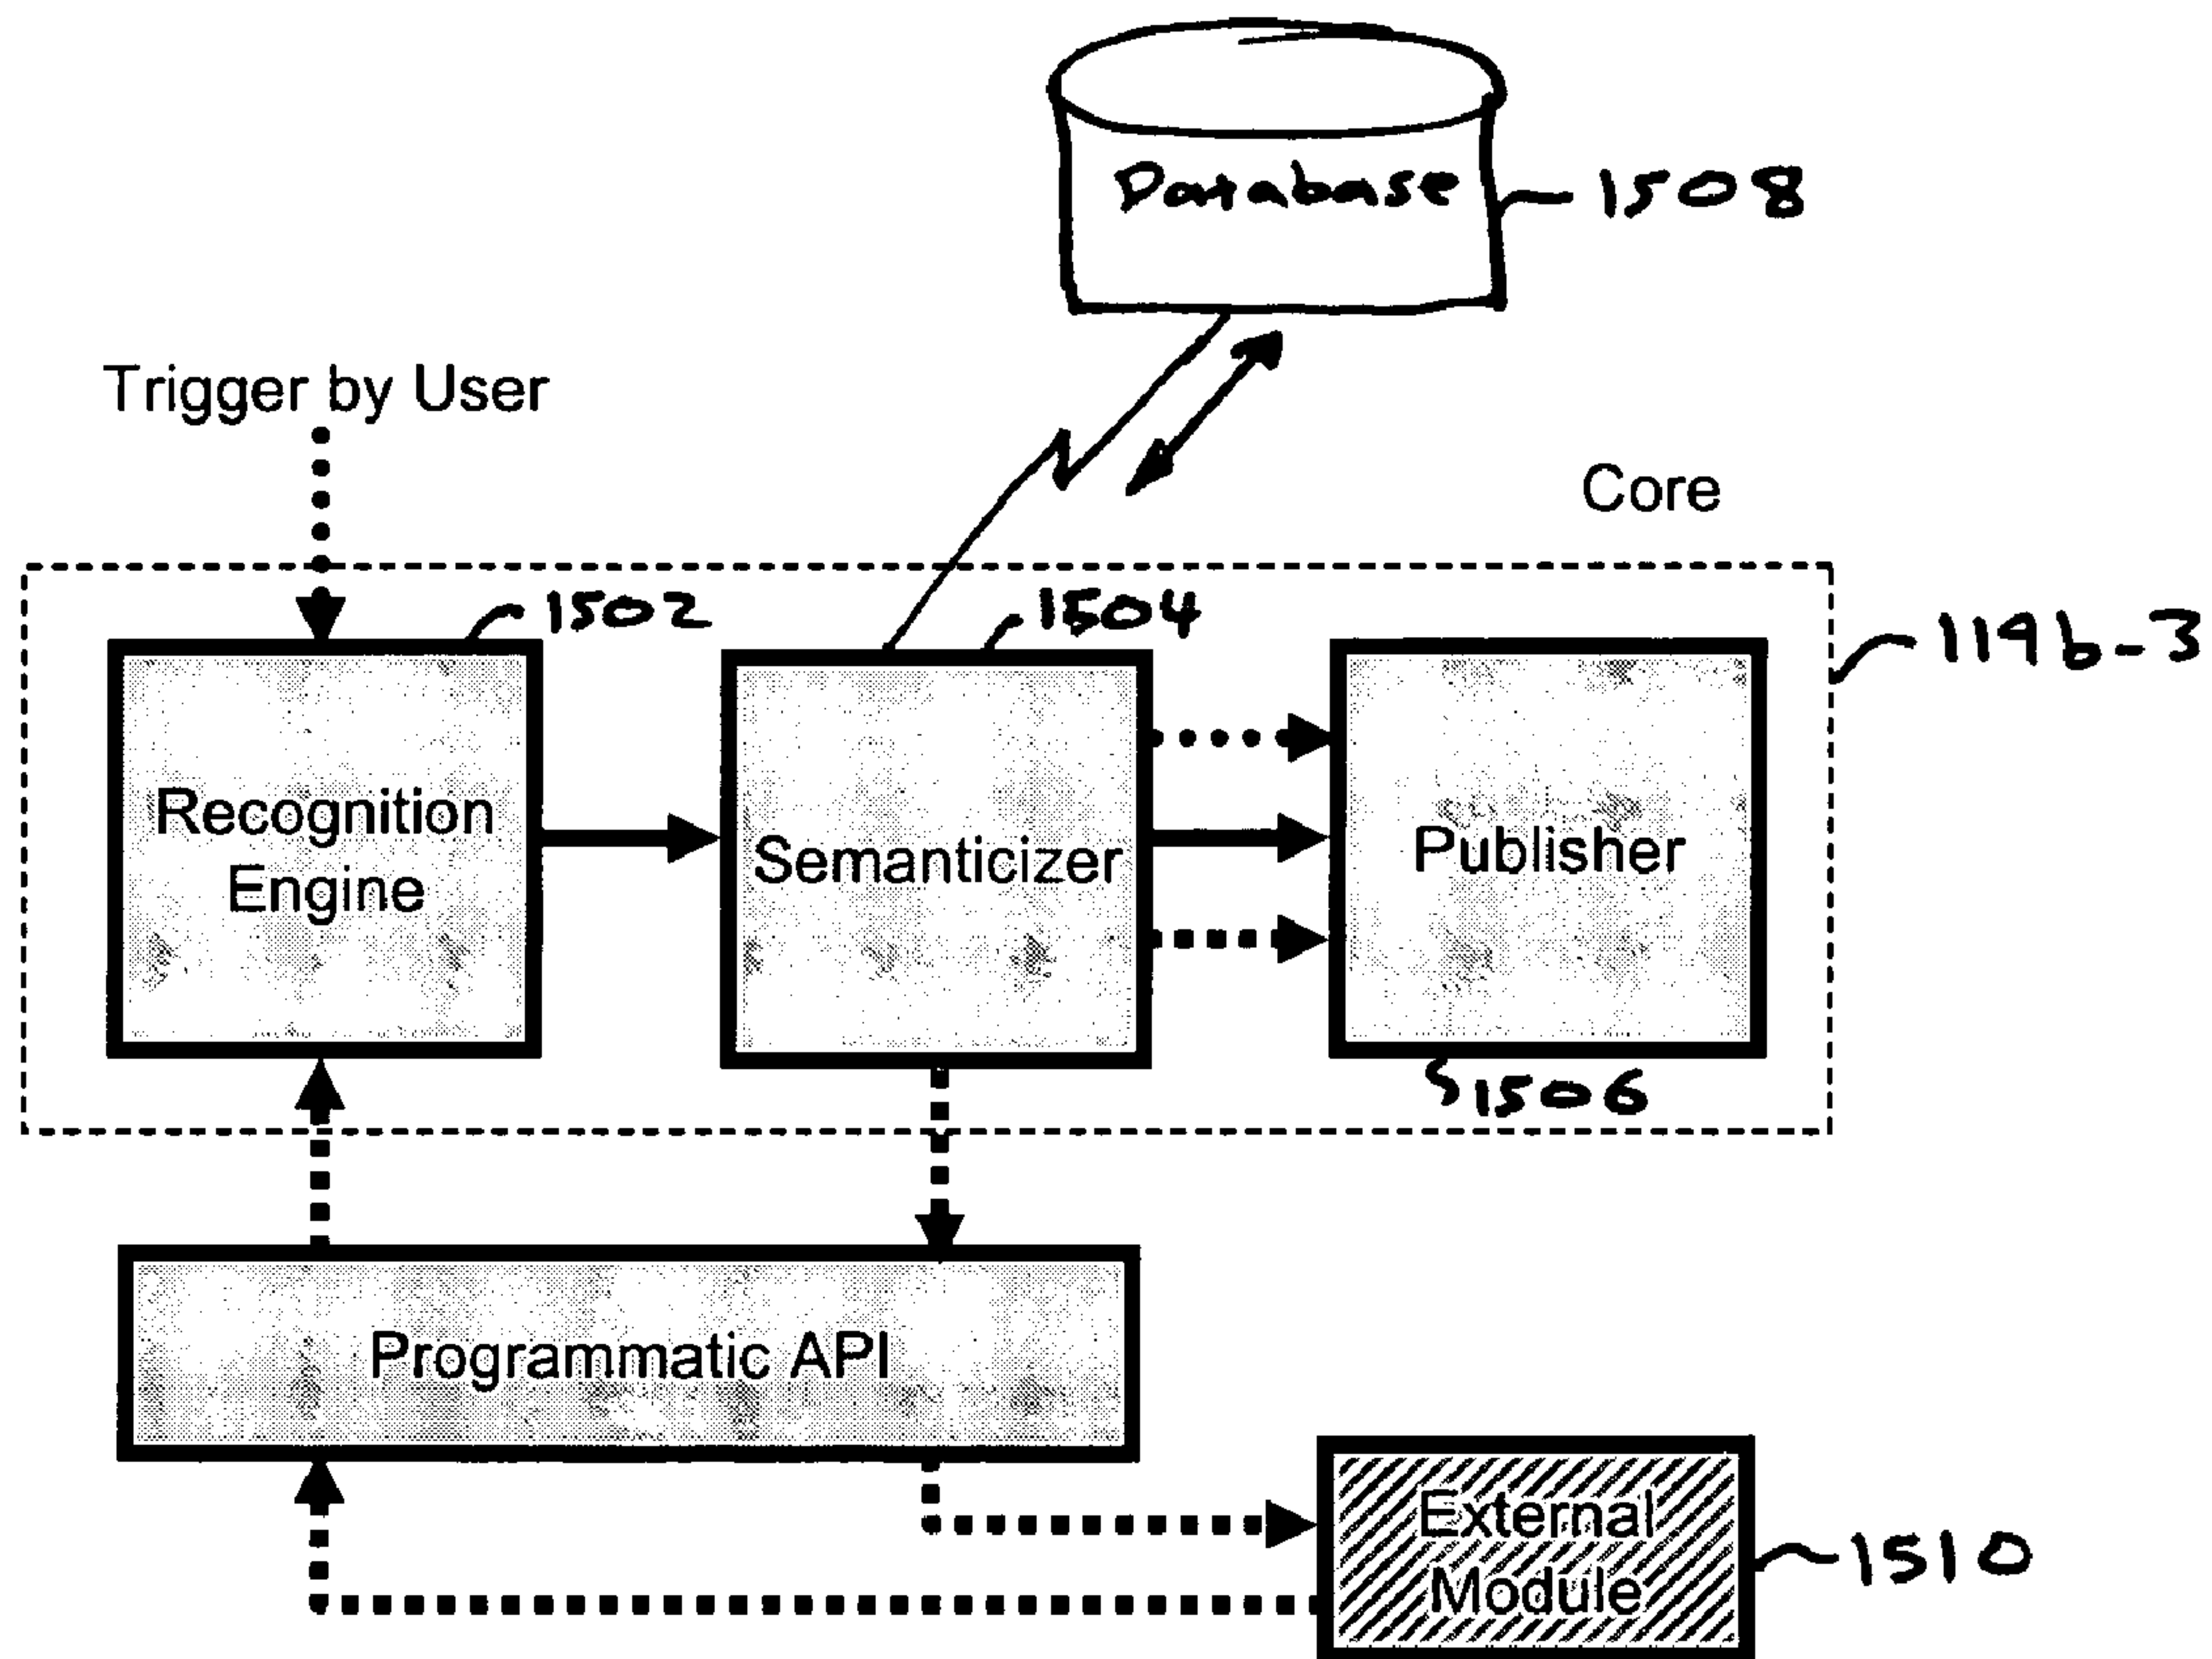 Database
1508
Trigger by User
Core
1502
1504
119b-3
Recognition
Engine
Semanticizer
Publisher
1506
Programmatic API
External
Module
1510